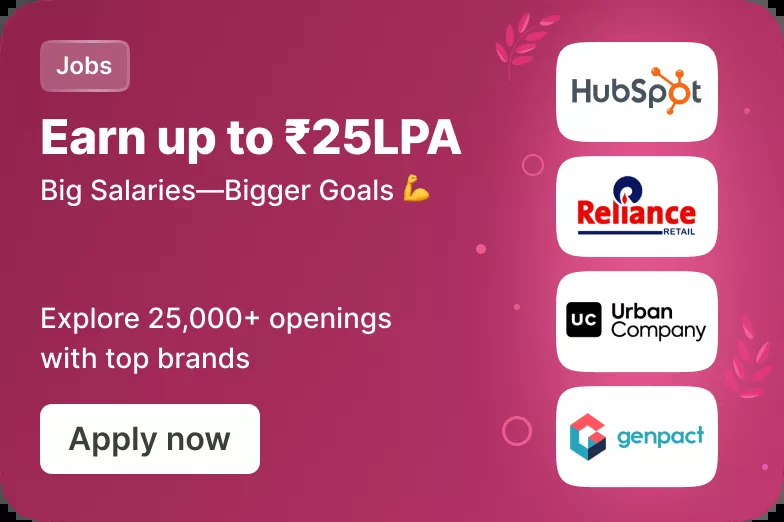 Jobs
Earn up to ₹25LPA
Big Salaries—Bigger Goals 💪
Explore 25,000+ openings
with top brands
Apply now
HubSpot
Reliance
RETAIL
UC Urban
Company
genpact